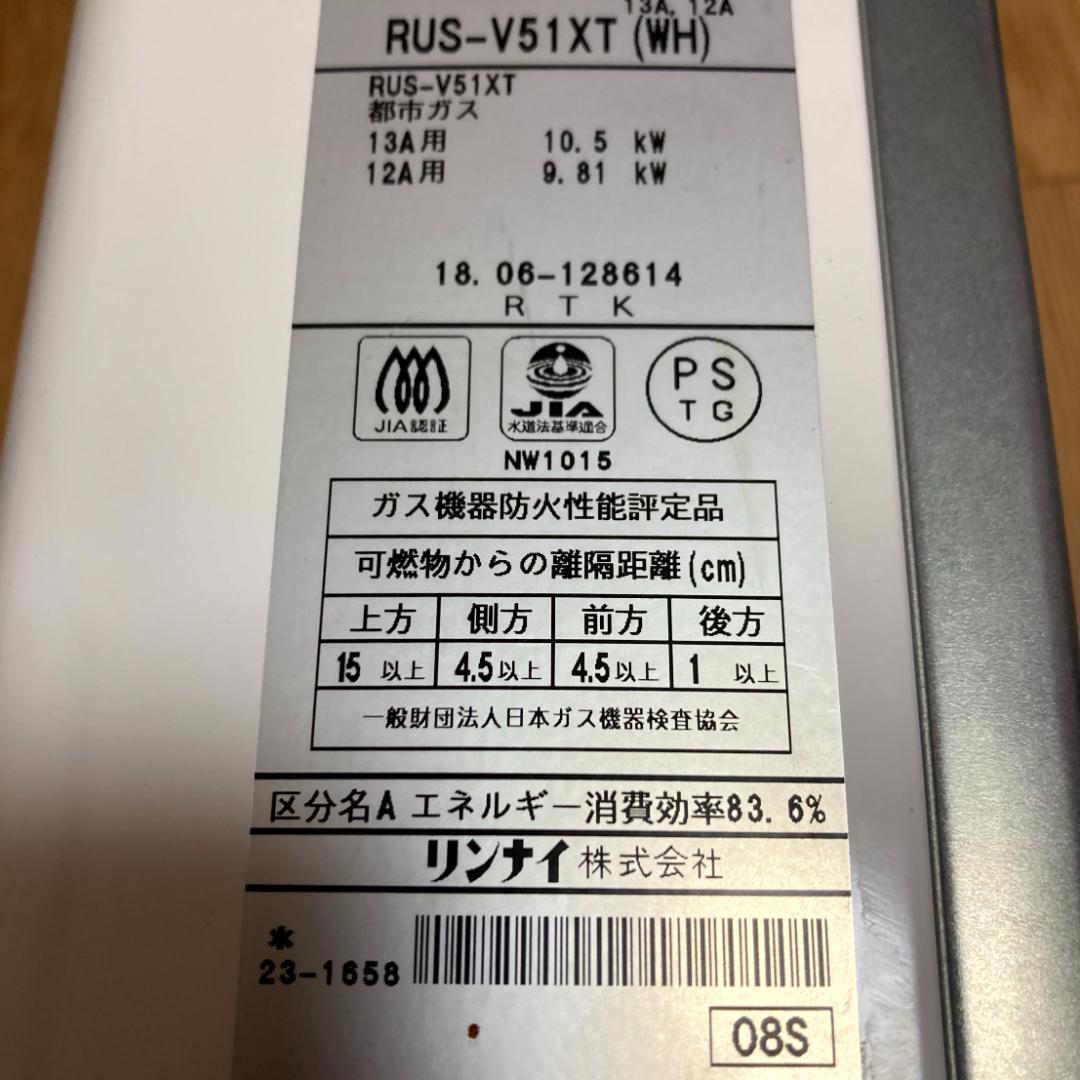 13A, 12A
RUS-V51XT (WH)
RUS-V51XT
都市ガス
13A用 10.5 kW
12A用 9.81 kW
18.06-128614
RTK
JIA認証
JIA
水道法基準適合
PS
TG
NW1015
ガス機器防火性能評定品
可燃物からの離隔距離(cm)
上方 側方 前方 後方
15 以上 4.5以上 4.5以上 1 以上
一般財団法人日本ガス機器検査協会
区分名A エネルギー消費効率83.6%
リンナイ株式会社
*
23-1658
08S